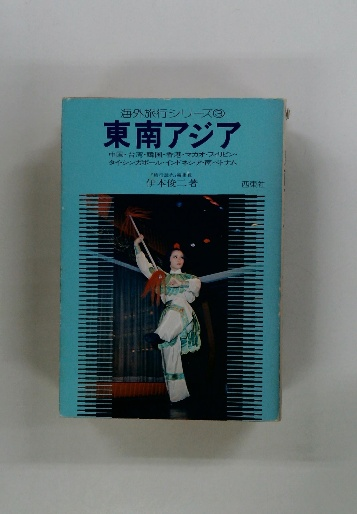 海外旅行シリーズ③
東南アジア
中国・台湾・韓国・香港・マカオ・フィリピン・
タイ・シンガポール・インドネシア・南ベトナム
本俊二著
西東社